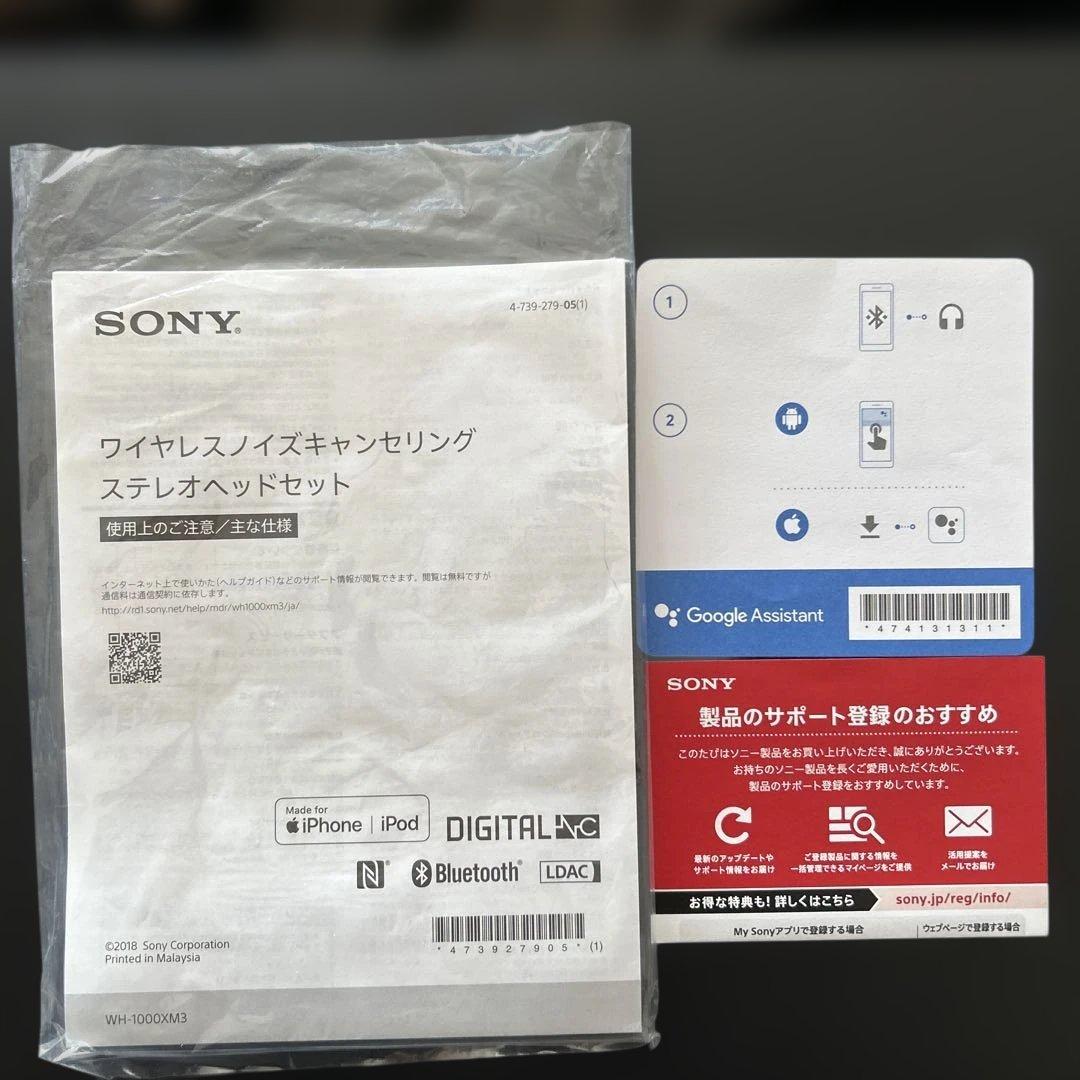 SONY®
4-739-279-05(1)
ワイヤレスノイズキャンセリング
ステレオヘッドセット
使用上のご注意/主な仕様
インターネット上で使いかた(ヘルプガイド)などのサポート情報が閲覧できます。閲覧は無料ですが
通信料は通信契約に依存します。
http://rd1.sony.net/help/mdr/wh1000xm3/ja/
Made for
iPhone | iPod
DIGITAL NC
N®
Bluetooth®
LDAC
*473927905* (1)
©2018 Sony Corporation
Printed in Malaysia
WH-1000XM3
1
2
Google Assistant
*474131311*
SONY
製品のサポート登録のおすすめ
このたびはソニー製品をお買い上げいただき、誠にありがとうございます。
お持ちのソニー製品を長くご愛用いただくために、
製品のサポート登録をおすすめしています。
最新のアップデートや
サポート情報をお届け
ご登録製品に関する情報を
一括管理できるマイページをご提供
活用提案を
メールでお届け
お得な特典も!詳しくはこちら
sony.jp/reg/info/
My Sonyアプリで登録する場合
ウェブページで登録する場合